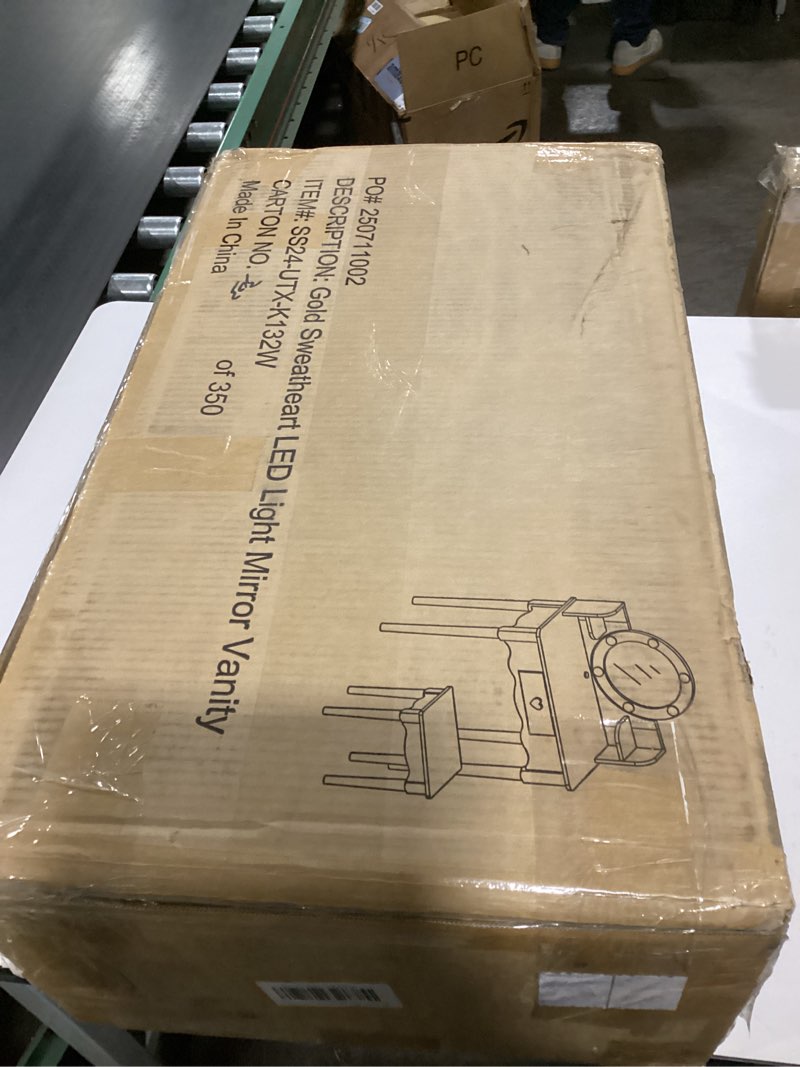 PO# 250711002
DESCRIPTION: Gold Sweatheart LED Light Mirror Vanity
ITEM#: SS24-UTX-K132W
CARTON NO. of 350
Made In China
PC